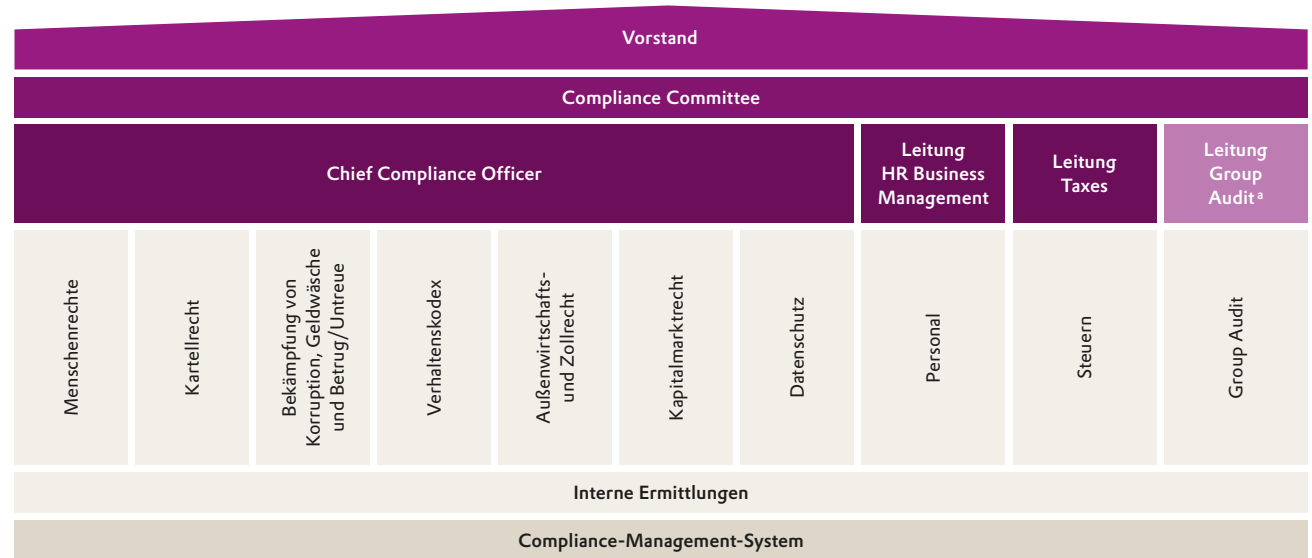 Vorstand
Compliance Committee
Chief Compliance Officer
Leitung
HR Business
Management
Leitung
Taxes
Leitung
Group
Audit ᵃ
Menschenrechte
Kartellrecht
Bekämpfung von
Korruption, Geldwäsche
und Betrug/Untreue
Verhaltenskodex
Außenwirtschafts-
und Zollrecht
Kapitalmarktrecht
Datenschutz
Personal
Steuern
Group Audit
Interne Ermittlungen
Compliance-Management-System